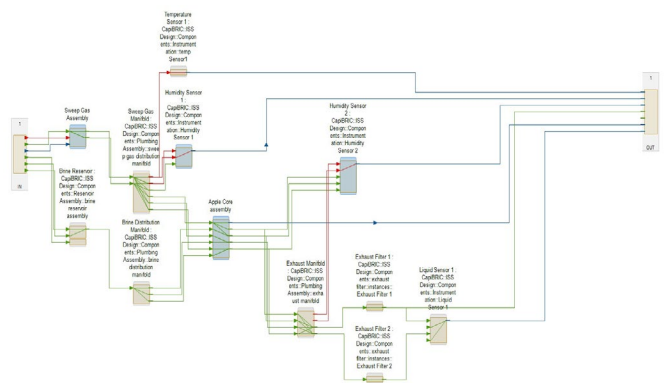 Temperature
Sensor 1 :
CapiBRIC::ISS
Design::Compon
ents::Instrument
ation::temp
Sensor1
1
IN
Sweep Gas
Assembly
Sweep Gas
Manifold :
CapiBRIC::ISS
Design::Compon
ents::Plumbing
Assembly::swee
p gas distribution
manifold
Humidity Sensor
1 :
CapiBRIC::ISS
Design::Compon
ents::Instrument
ation::Humidity
Sensor 1
Humidity Sensor
2 :
CapiBRIC::ISS
Design::Compon
ents::Instrument
ation::Humidity
Sensor 2
1
OUT
Brine Reservoir :
CapiBRIC::ISS
Design::Compon
ents::Reservoir
Assembly::brine
reservoir
assembly
Brine Distribution
Manifold :
CapiBRIC::ISS
Design::Compon
ents::Plumbing
Assembly::brine
distribution
manifold
Apple Core
assembly
Exhaust Manifold
: CapiBRIC::ISS
Design::Compon
ents::Plumbing
Assembly::exha
ust manifold
Exhaust Filter 1 :
CapiBRIC::ISS
Design::Compon
ents::exhaust
filter::instances::
Exhaust Filter 1
Exhaust Filter 2 :
CapiBRIC::ISS
Design::Compon
ents::exhaust
filter::instances::
Exhaust Filter 2
Liquid Sensor 1 :
CapiBRIC::ISS
Design::Compon
ents::Instrument
ation::Liquid
Sensor 1